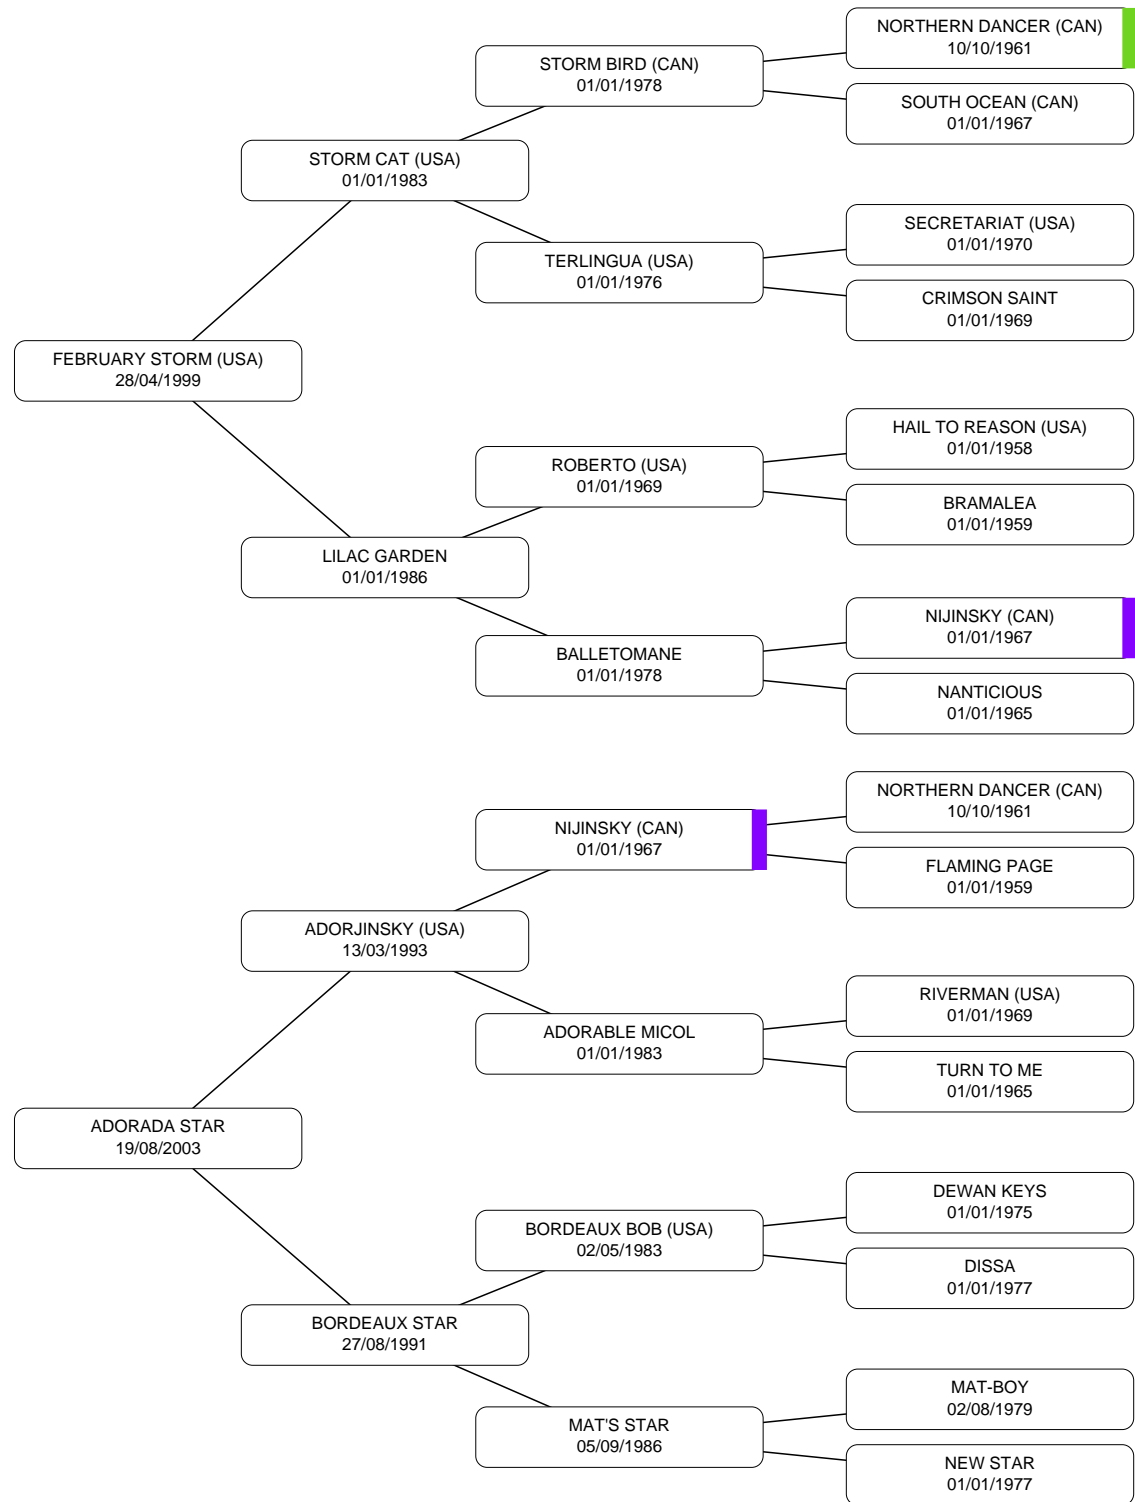 NORTHERN DANCER (CAN)
10/10/1961
STORM BIRD (CAN)
01/01/1978
SOUTH OCEAN (CAN)
01/01/1967
STORM CAT (USA)
01/01/1983
SECRETARIAT (USA)
01/01/1970
TERLINGUA (USA)
01/01/1976
CRIMSON SAINT
01/01/1969
FEBRUARY STORM (USA)
28/04/1999
HAIL TO REASON (USA)
01/01/1958
ROBERTO (USA)
01/01/1969
BRAMALEA
01/01/1959
LILAC GARDEN
01/01/1986
NIJINSKY (CAN)
01/01/1967
BALLETOMANE
01/01/1978
NANTICIOUS
01/01/1965
NORTHERN DANCER (CAN)
10/10/1961
NIJINSKY (CAN)
01/01/1967
FLAMING PAGE
01/01/1959
ADORJINSKY (USA)
13/03/1993
RIVERMAN (USA)
01/01/1969
ADORABLE MICOL
01/01/1983
TURN TO ME
01/01/1965
ADORADA STAR
19/08/2003
DEWAN KEYS
01/01/1975
BORDEAUX BOB (USA)
02/05/1983
DISSA
01/01/1977
BORDEAUX STAR
27/08/1991
MAT-BOY
02/08/1979
MAT'S STAR
05/09/1986
NEW STAR
01/01/1977